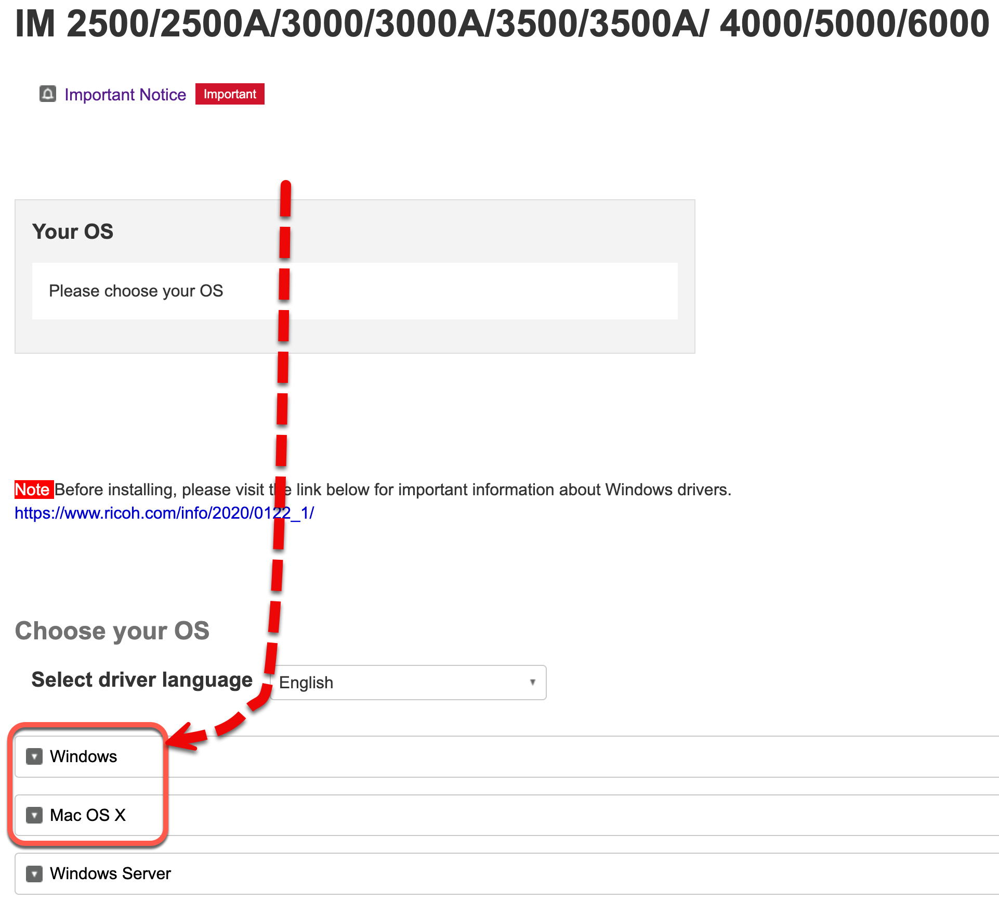 IM 2500/2500A/3000/3000A/3500/3500A/ 4000/5000/6000
Important Notice Important
Your OS
Please choose your OS
Note Before installing, please visit the link below for important information about Windows drivers.
https://www.ricoh.com/info/2020/0122_1/
Choose your OS
Select driver language English
Windows
Mac OS X
Windows Server